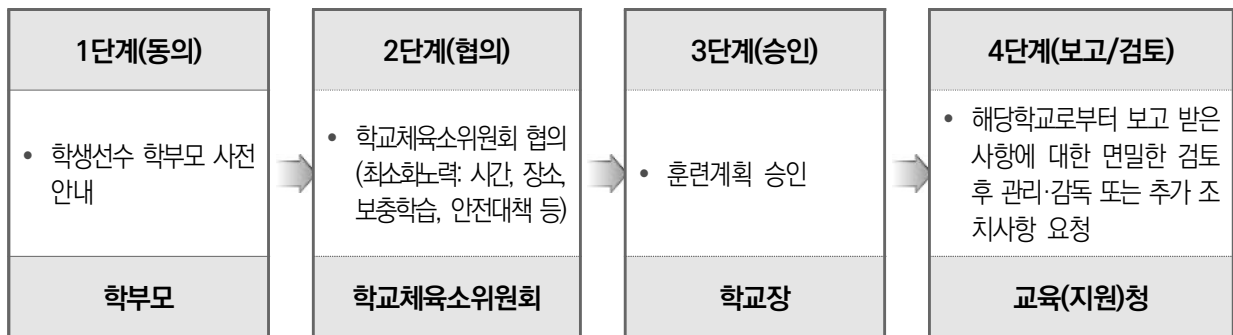 1단계(동의)
• 학생선수 학부모 사전
안내
학부모
2단계(협의)
• 학교체육소위원회 협의
(최소화노력: 시간, 장소,
보충학습, 안전대책 등)
학교체육소위원회
3단계(승인)
• 훈련계획 승인
학교장
4단계(보고/검토)
• 해당학교로부터 보고 받은
사항에 대한 면밀한 검토
후 관리·감독 또는 추가 조
치사항 요청
교육(지원)청